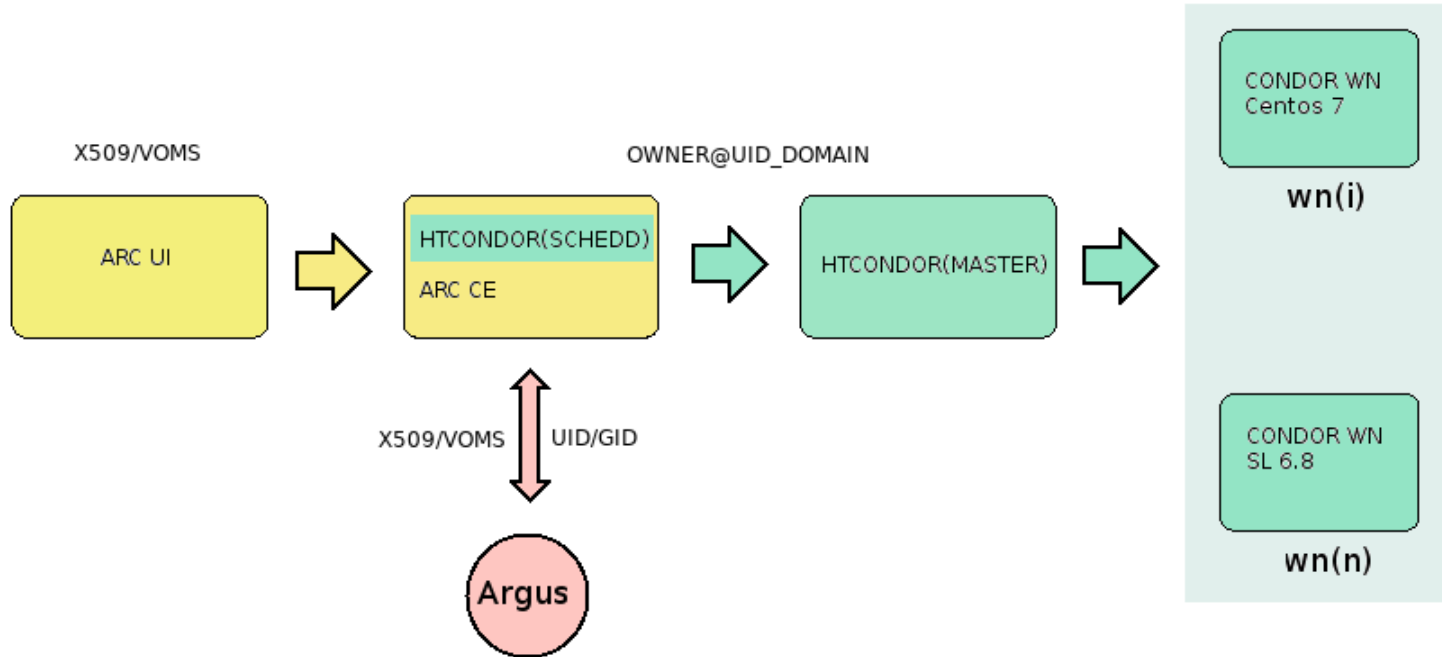 X509/VOMS
ARC UI
HTCONDOR(SCHEDD)
ARC CE
OWNER@UID_DOMAIN
HTCONDOR(MASTER)
CONDOR WN
Centos 7
wn(i)
CONDOR WN
SL 6.8
wn(n)
X509/VOMS
UID/GID
Argus